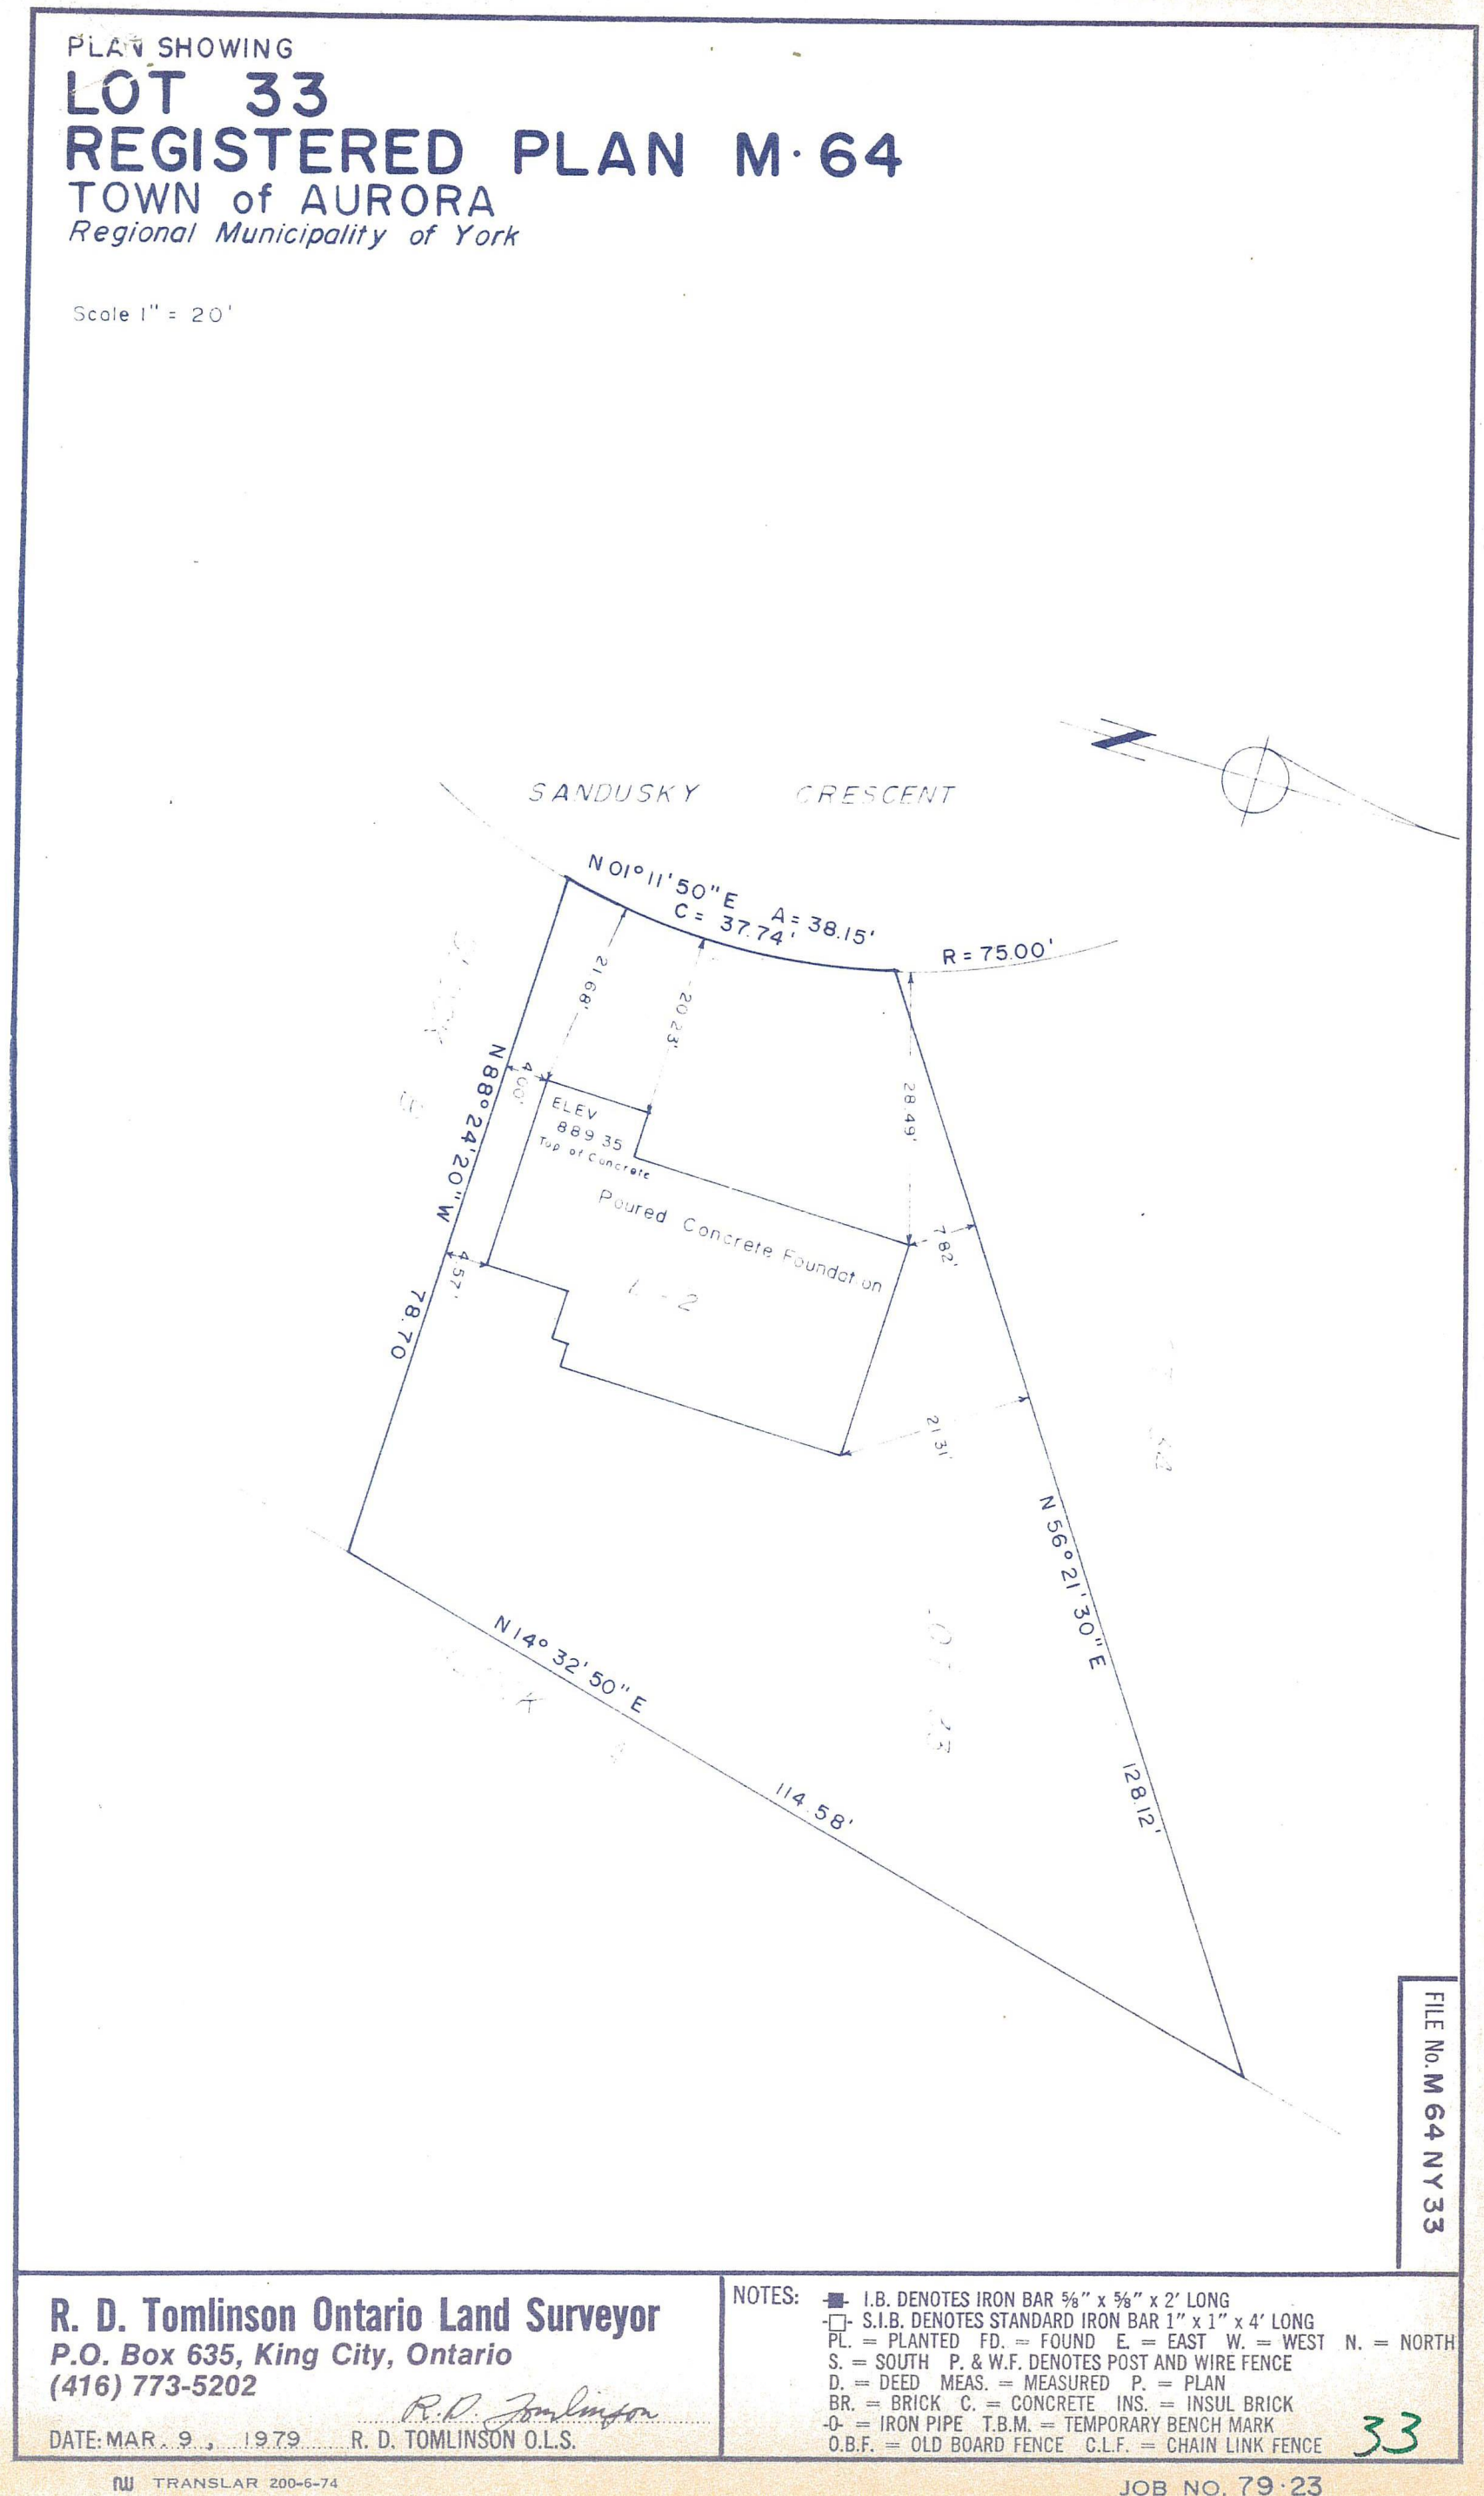 PLAN SHOWING
LOT 33
REGISTERED PLAN M·64
TOWN of AURORA
Regional Municipality of York
Scale 1" = 20'
N
SANDUSKY CRESCENT
N 01° 11' 50" E
C = 37.74'
A = 38.15'
R = 75.00'
21.68'
20.23'
28.49'
N 88° 24' 20" W
78.70
4.00'
ELEV
889.35
Top of Concrete
Poured Concrete Foundation
4.57'
7.82'
21.31'
N 56° 21' 30" E
128.12'
N 14° 32' 50" E
114.58'
FILE No. M 64 NY 33
R. D. Tomlinson Ontario Land Surveyor
P.O. Box 635, King City, Ontario
(416) 773-5202
R.D. Tomlinson
DATE: MAR. 9, 1979 R. D. TOMLINSON O.L.S.
NOTES: I.B. DENOTES IRON BAR ⅝" x ⅝" x 2' LONG
S.I.B. DENOTES STANDARD IRON BAR 1" x 1" x 4' LONG
PL. = PLANTED FD. = FOUND E. = EAST W. = WEST N. = NORTH
S. = SOUTH P. & W.F. DENOTES POST AND WIRE FENCE
D. = DEED MEAS. = MEASURED P. = PLAN
BR. = BRICK C. = CONCRETE INS. = INSUL BRICK
-O- = IRON PIPE T.B.M. = TEMPORARY BENCH MARK
O.B.F. = OLD BOARD FENCE C.L.F. = CHAIN LINK FENCE
33
TRANSLAR 200-6-74
JOB NO. 79·23